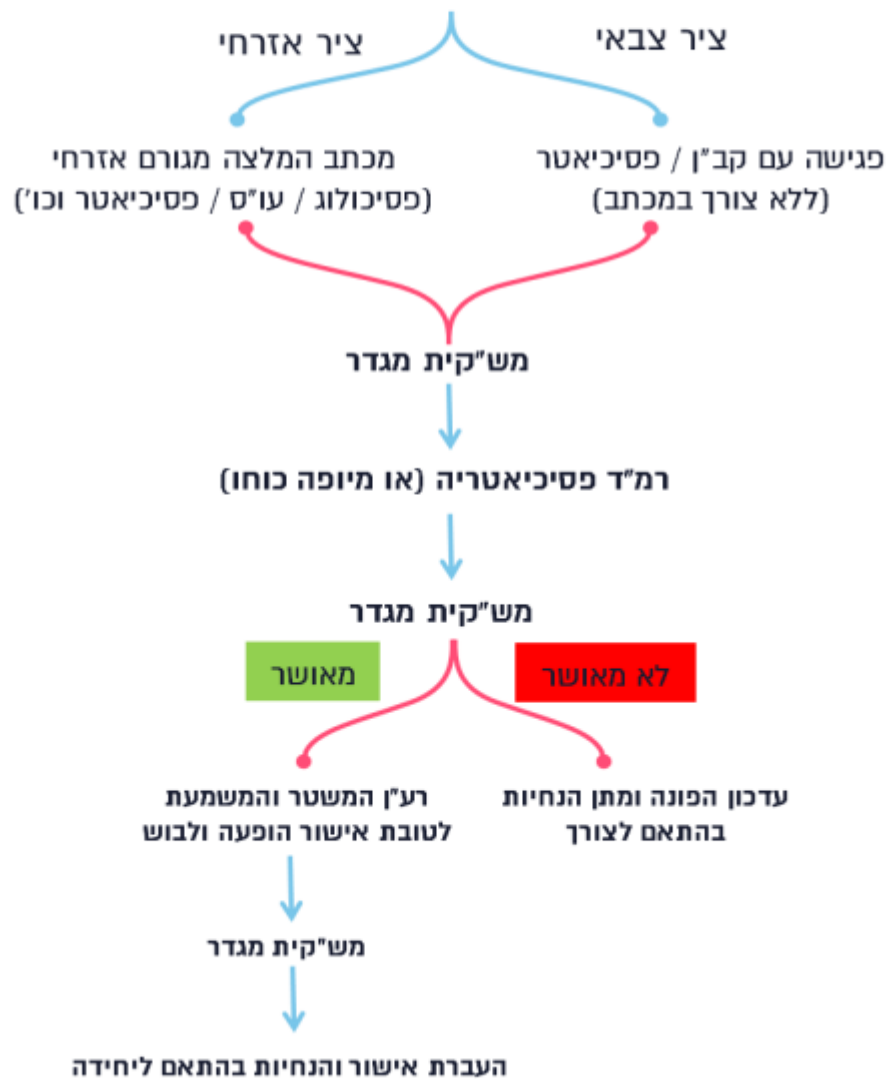 ציר צבאי
ציר אזרחי
פגישה עם קב"ן / פסיכיאטר
(ללא צורך במכתב)
מכתב המלצה מגורם אזרחי
(פסיכולוג / עו"ס / פסיכיאטר וכו')
מש"קית מגדר
רמ"ד פסיכיאטריה (או מיופה כוחו)
מש"קית מגדר
לא מאושר
מאושר
עדכון הפונה ומתן הנחיות
בהתאם לצורך
רע"ן המשטר והמשמעת
לטובת אישור הופעה ולבוש
מש"קית מגדר
העברת אישור והנחיות בהתאם ליחידה